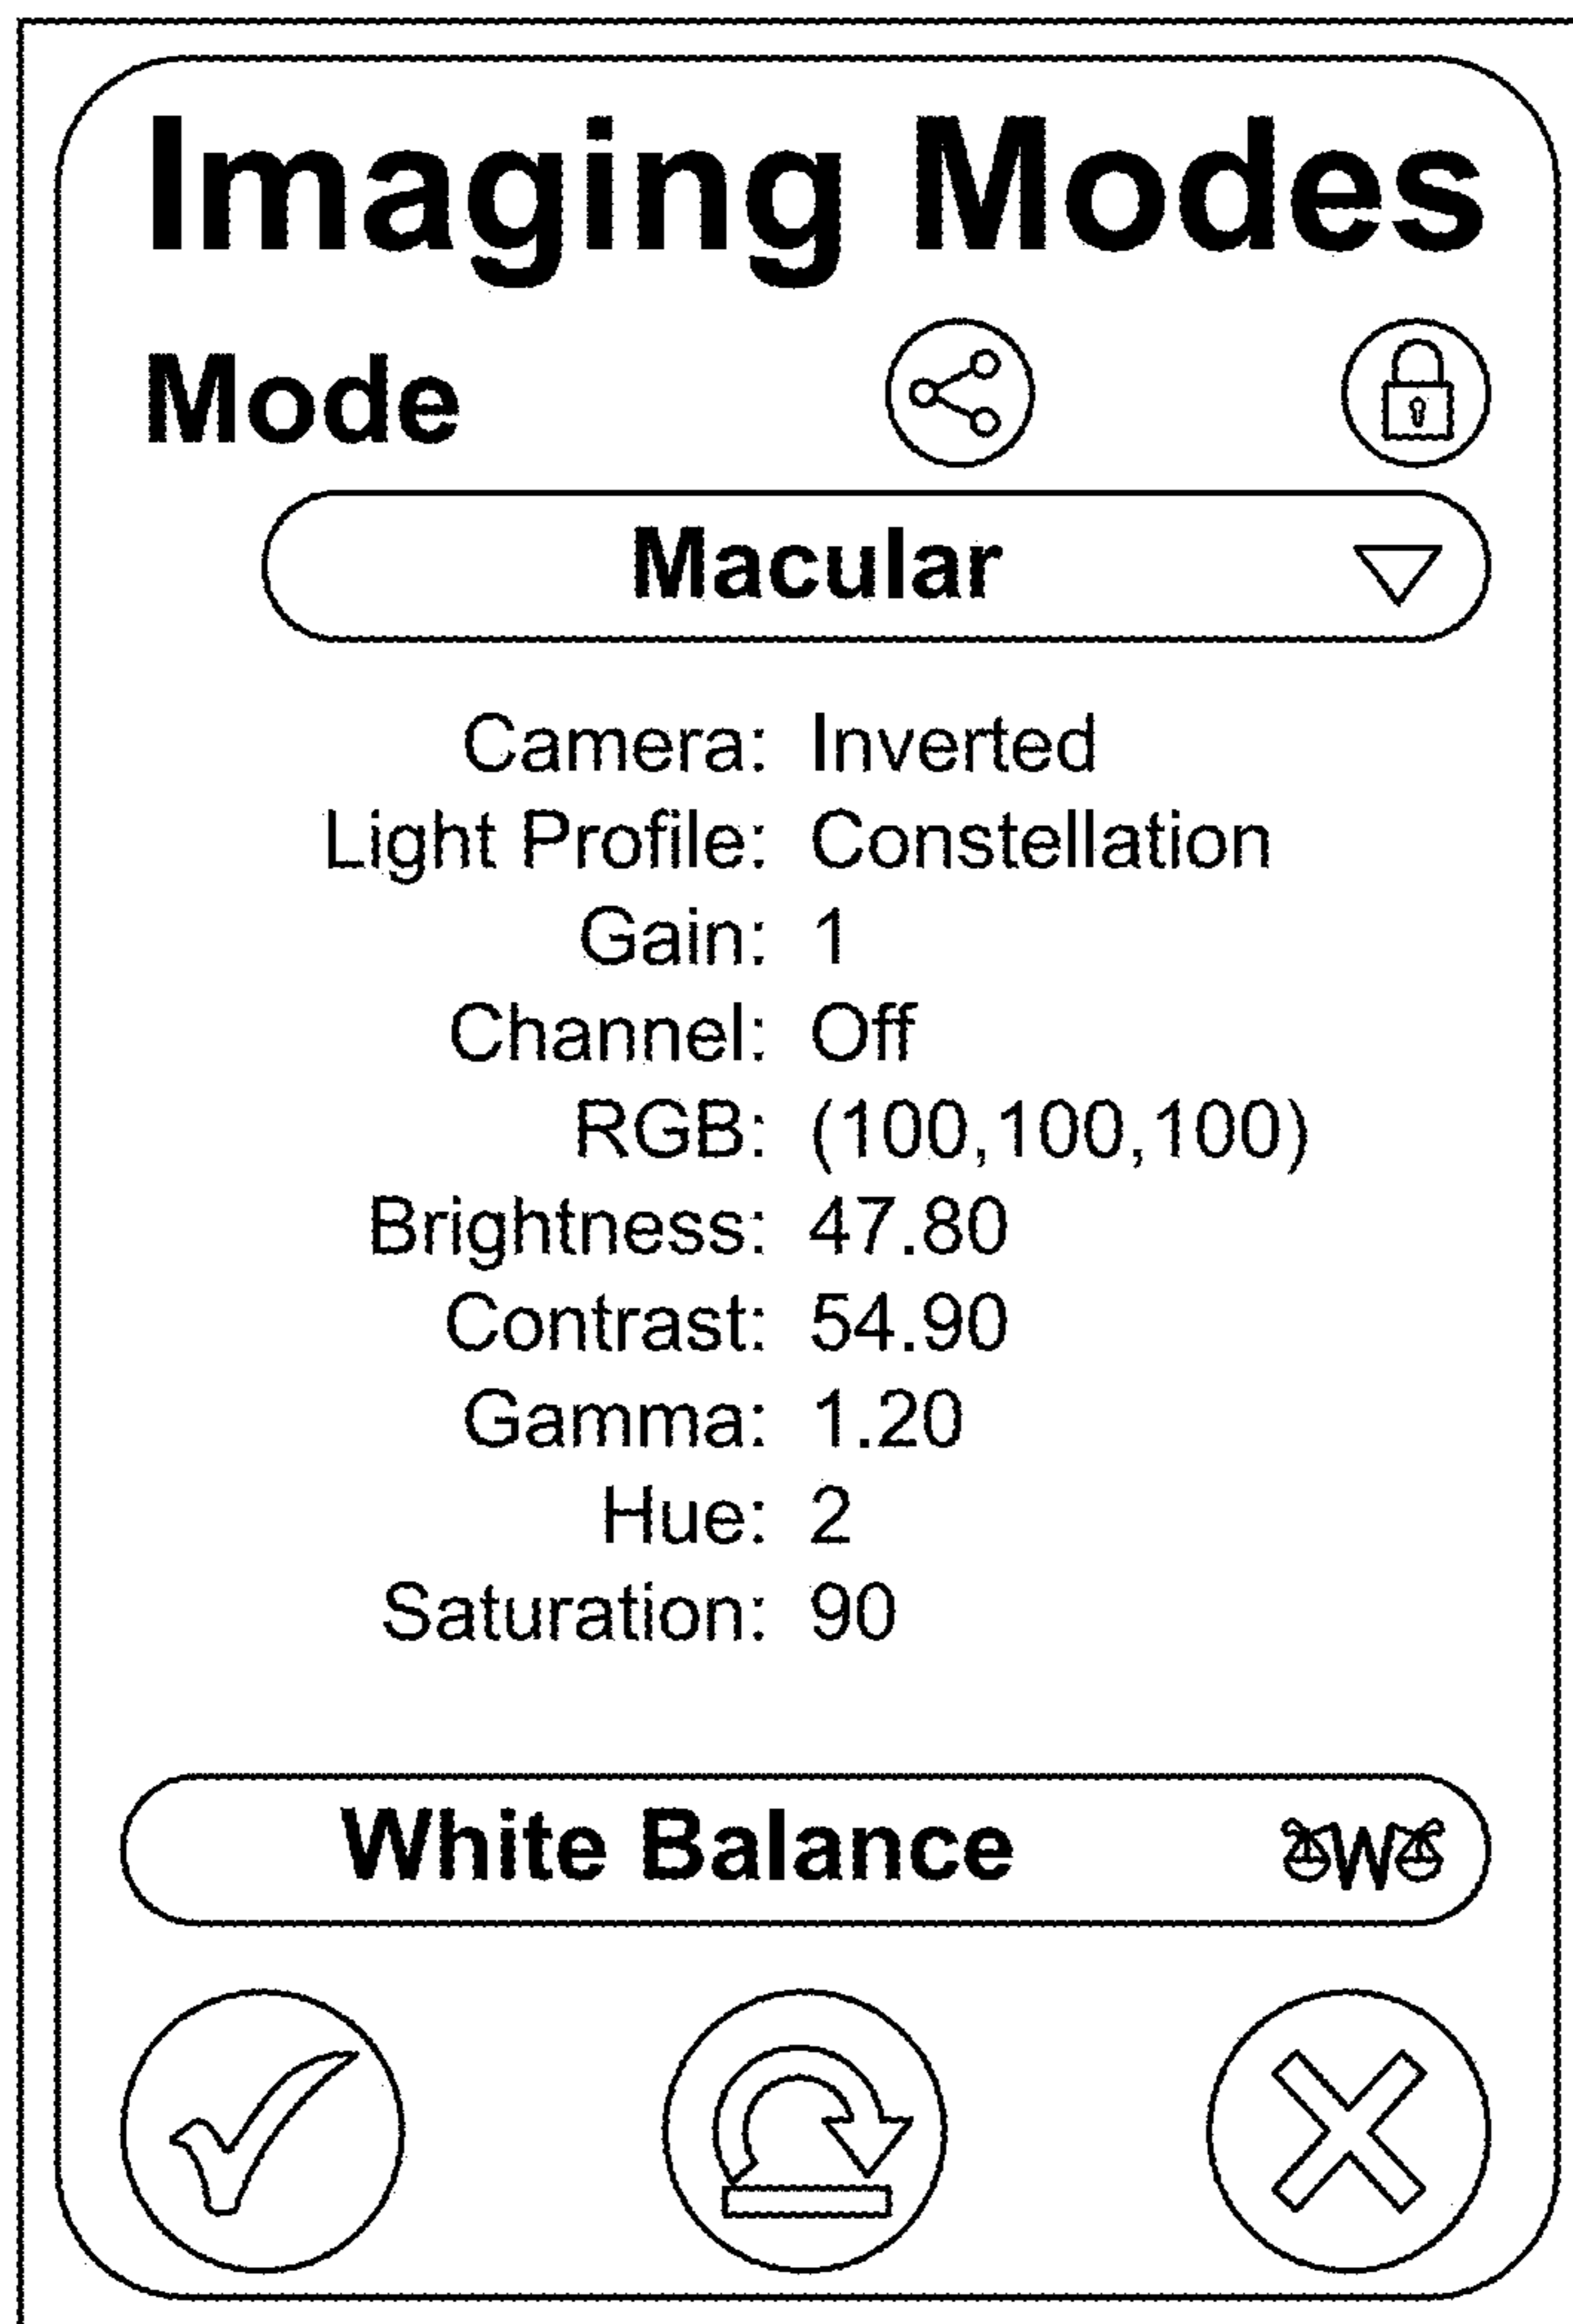 Imaging Modes
Mode
Macular
Camera: Inverted
Light Profile: Constellation
Gain: 1
Channel: Off
RGB: (100,100,100)
Brightness: 47.80
Contrast: 54.90
Gamma: 1.20
Hue: 2
Saturation: 90
White Balance W